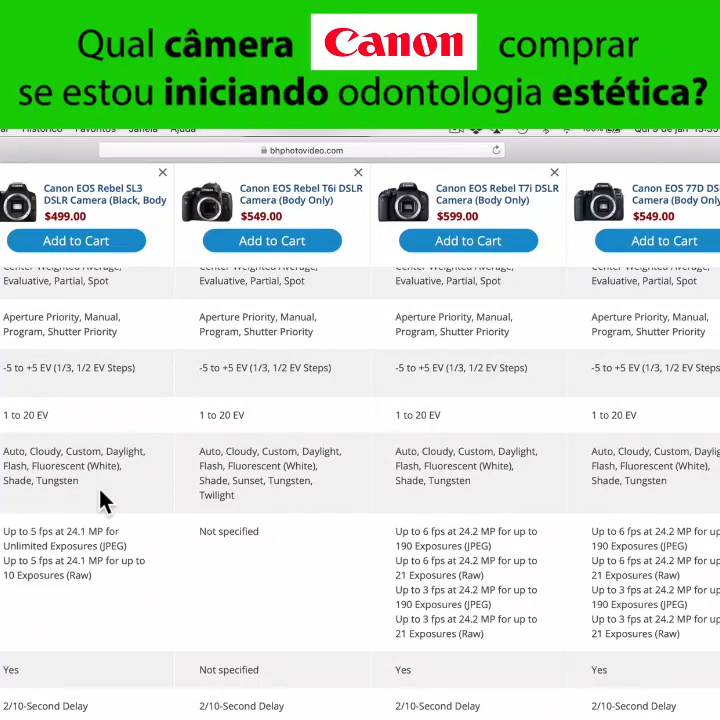 Qual câmera Canon comprar
se estou iniciando odontologia estética?
Histórico Favoritos Janela Ajuda
bhphotovideo.com
Canon EOS Rebel SL3
DSLR Camera (Black, Body
$499.00
Add to Cart
Canon EOS Rebel T6i DSLR
Camera (Body Only)
$549.00
Add to Cart
Canon EOS Rebel T7i DSLR
Camera (Body Only)
$599.00
Add to Cart
Canon EOS 77D DS
Camera (Body Only)
$549.00
Add to Cart
Center Weighted Average,
Evaluative, Partial, Spot
Center Weighted Average,
Evaluative, Partial, Spot
Center Weighted Average,
Evaluative, Partial, Spot
Center Weighted Average,
Evaluative, Partial, Spot
Aperture Priority, Manual,
Program, Shutter Priority
Aperture Priority, Manual,
Program, Shutter Priority
Aperture Priority, Manual,
Program, Shutter Priority
Aperture Priority, Manual,
Program, Shutter Priority
-5 to +5 EV (1/3, 1/2 EV Steps)
-5 to +5 EV (1/3, 1/2 EV Steps)
-5 to +5 EV (1/3, 1/2 EV Steps)
-5 to +5 EV (1/3, 1/2 EV Steps
1 to 20 EV
1 to 20 EV
1 to 20 EV
1 to 20 EV
Auto, Cloudy, Custom, Daylight,
Flash, Fluorescent (White),
Shade, Tungsten
Auto, Cloudy, Custom, Daylight,
Flash, Fluorescent (White),
Shade, Sunset, Tungsten,
Twilight
Auto, Cloudy, Custom, Daylight,
Flash, Fluorescent (White),
Shade, Tungsten
Auto, Cloudy, Custom, Daylig
Flash, Fluorescent (White),
Shade, Tungsten
Up to 5 fps at 24.1 MP for
Unlimited Exposures (JPEG)
Up to 5 fps at 24.1 MP for up to
10 Exposures (Raw)
Not specified
Up to 6 fps at 24.2 MP for up to
190 Exposures (JPEG)
Up to 6 fps at 24.2 MP for up to
21 Exposures (Raw)
Up to 3 fps at 24.2 MP for up to
190 Exposures (JPEG)
Up to 3 fps at 24.2 MP for up to
21 Exposures (Raw)
Up to 6 fps at 24.2 MP for up
190 Exposures (JPEG)
Up to 6 fps at 24.2 MP for up
21 Exposures (Raw)
Up to 3 fps at 24.2 MP for up
190 Exposures (JPEG)
Up to 3 fps at 24.2 MP for up
21 Exposures (Raw)
Yes
Not specified
Yes
Yes
2/10-Second Delay
2/10-Second Delay
2/10-Second Delay
2/10-Second Delay